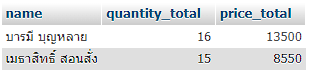 name quantity_total price_total
บารมี บุญหลาย 16 13500
เมธาสิทธิ์ สอนสั่ง 15 8550